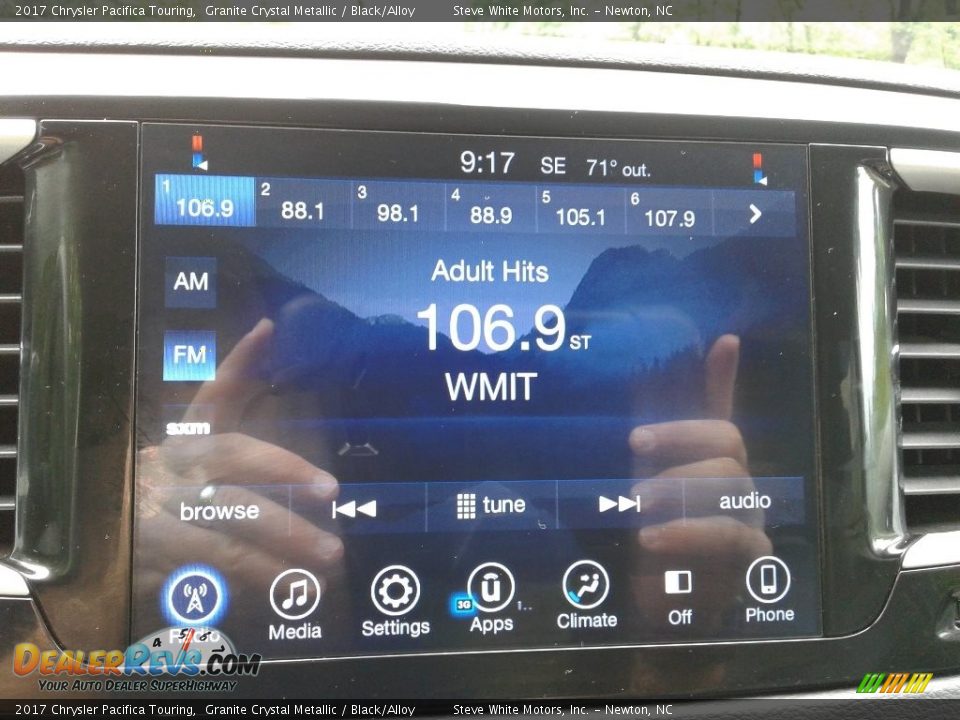 2017 Chrysler Pacifica Touring, Granite Crystal Metallic / Black/Alloy Steve White Motors, Inc. - Newton, NC
9:17 SE 71° out.
1 106.9 2 88.1 3 98.1 4 88.9 5 105.1 6 107.9
Adult Hits
AM
106.9 ST
FM
WMIT
sxm
browse tune audio
3G
Radio Media Settings Apps Climate Off Phone
DealerRevs.com
Your Auto Dealer SuperHighway
2017 Chrysler Pacifica Touring, Granite Crystal Metallic / Black/Alloy Steve White Motors, Inc. - Newton, NC